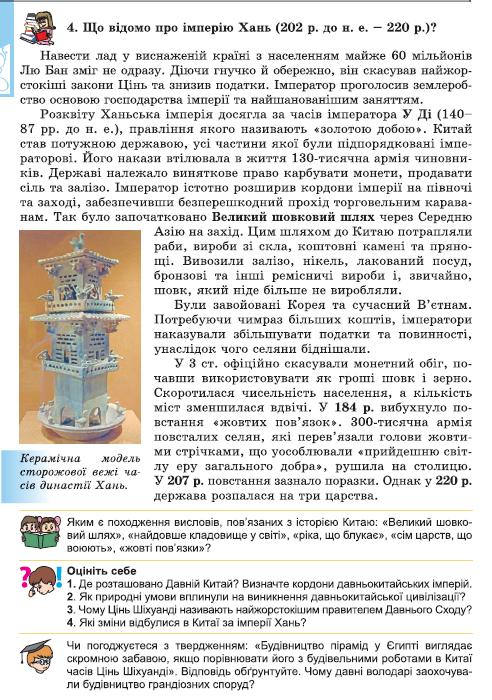 4. Що відомо про імперію Хань (202 р. до н. е. – 220 р.)?
Навести лад у виснаженій країні з населенням майже 60 мільйонів
Лю Бан зміг не одразу. Діючи гнучко й обережно, він скасував найжор-
стокіші закони Цінь та знизив податки. Імператор проголосив землероб-
ство основою господарства імперії та найшанованішим заняттям.
Розквіту Ханьська імперія досягла за часів імператора У Ді (140–
87 рр. до н. е.), правління якого називають «золотою добою». Китай
став потужною державою, усі частини якої були підпорядковані імпе-
раторові. Його накази втілювала в життя 130-тисячна армія чиновни-
ків. Державі належало виняткове право карбувати монети, продавати
сіль та залізо. Імператор істотно розширив кордони імперії на півночі
та заході, забезпечивши безперешкодний прохід торговельним карава-
нам. Так було започатковано Великий шовковий шлях через Середню
Азію на захід. Цим шляхом до Китаю потрапляли
раби, вироби зі скла, коштовні камені та пряно-
щі. Вивозили залізо, нікель, лакований посуд,
бронзові та інші ремісничі вироби і, звичайно,
шовк, який ніде більше не виробляли.
Були завойовані Корея та сучасний В’єтнам.
Потребуючи чимраз більших коштів, імператори
наказували збільшувати податки та повинності,
унаслідок чого селяни біднішали.
У 3 ст. офіційно скасували монетний обіг, по-
чавши використовувати як гроші шовк і зерно.
Скоротилася чисельність населення, а кількість
міст зменшилася вдвічі. У 184 р. вибухнуло по-
встання «жовтих пов’язок». 300-тисячна армія
повсталих селян, які перев’язали голови жовти-
ми стрічками, що уособлювали «прийдешню світ-
лу еру загального добра», рушила на столицю.
У 207 р. повстання зазнало поразки. Однак у 220 р.
держава розпалася на три царства.
Керамічна модель
сторожової вежі ча-
сів династії Хань.
Яким є походження висловів, пов’язаних з історією Китаю: «Великий шовко-
вий шлях», «найдовше кладовище у світі», «ріка, що блукає», «сім царств, що
воюють», «жовті пов’язки»?
Оцініть себе
1. Де розташовано Давній Китай? Визначте кордони давньокитайських імперій.
2. Як природні умови вплинули на виникнення давньокитайської цивілізації?
3. Чому Цінь Шіхуанді називають найжорстокішим правителем Давнього Сходу?
4. Які зміни відбулися в Китаї за імперії Хань?
Чи погоджуєтеся з твердженням: «Будівництво пірамід у Єгипті виглядає
скромною забавою, якщо порівнювати його з будівельними роботами в Китаї
часів Цінь Шіхуанді». Відповідь обґрунтуйте. Чому давні володарі заохочува-
ли будівництво грандіозних споруд?